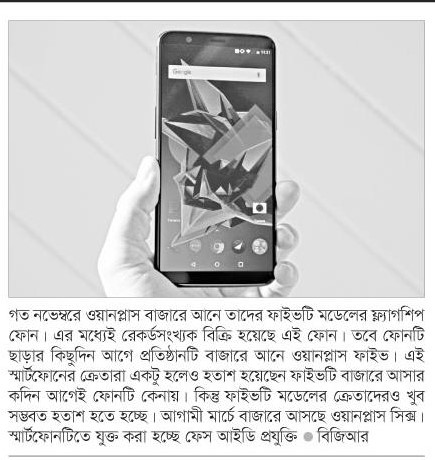 11:51
Google
গত নভেম্বরে ওয়ানপ্লাস বাজারে আনে তাদের ফাইভটি মডেলের ফ্ল্যাগশিপ
ফোন। এর মধ্যেই রেকর্ডসংখ্যক বিক্রি হয়েছে এই ফোন। তবে ফোনটি
ছাড়ার কিছুদিন আগে প্রতিষ্ঠানটি বাজারে আনে ওয়ানপ্লাস ফাইভ। এই
স্মার্টফোনের ক্রেতারা একটু হলেও হতাশ হয়েছেন ফাইভটি বাজারে আসার
কদিন আগেই ফোনটি কেনায়। কিন্তু ফাইভটি মডেলের ক্রেতাদেরও খুব
সম্ভবত হতাশ হতে হচ্ছে। আগামী মার্চে বাজারে আসছে ওয়ানপ্লাস সিক্স।
স্মার্টফোনটিতে যুক্ত করা হচ্ছে ফেস আইডি প্রযুক্তি ● বিজিআর